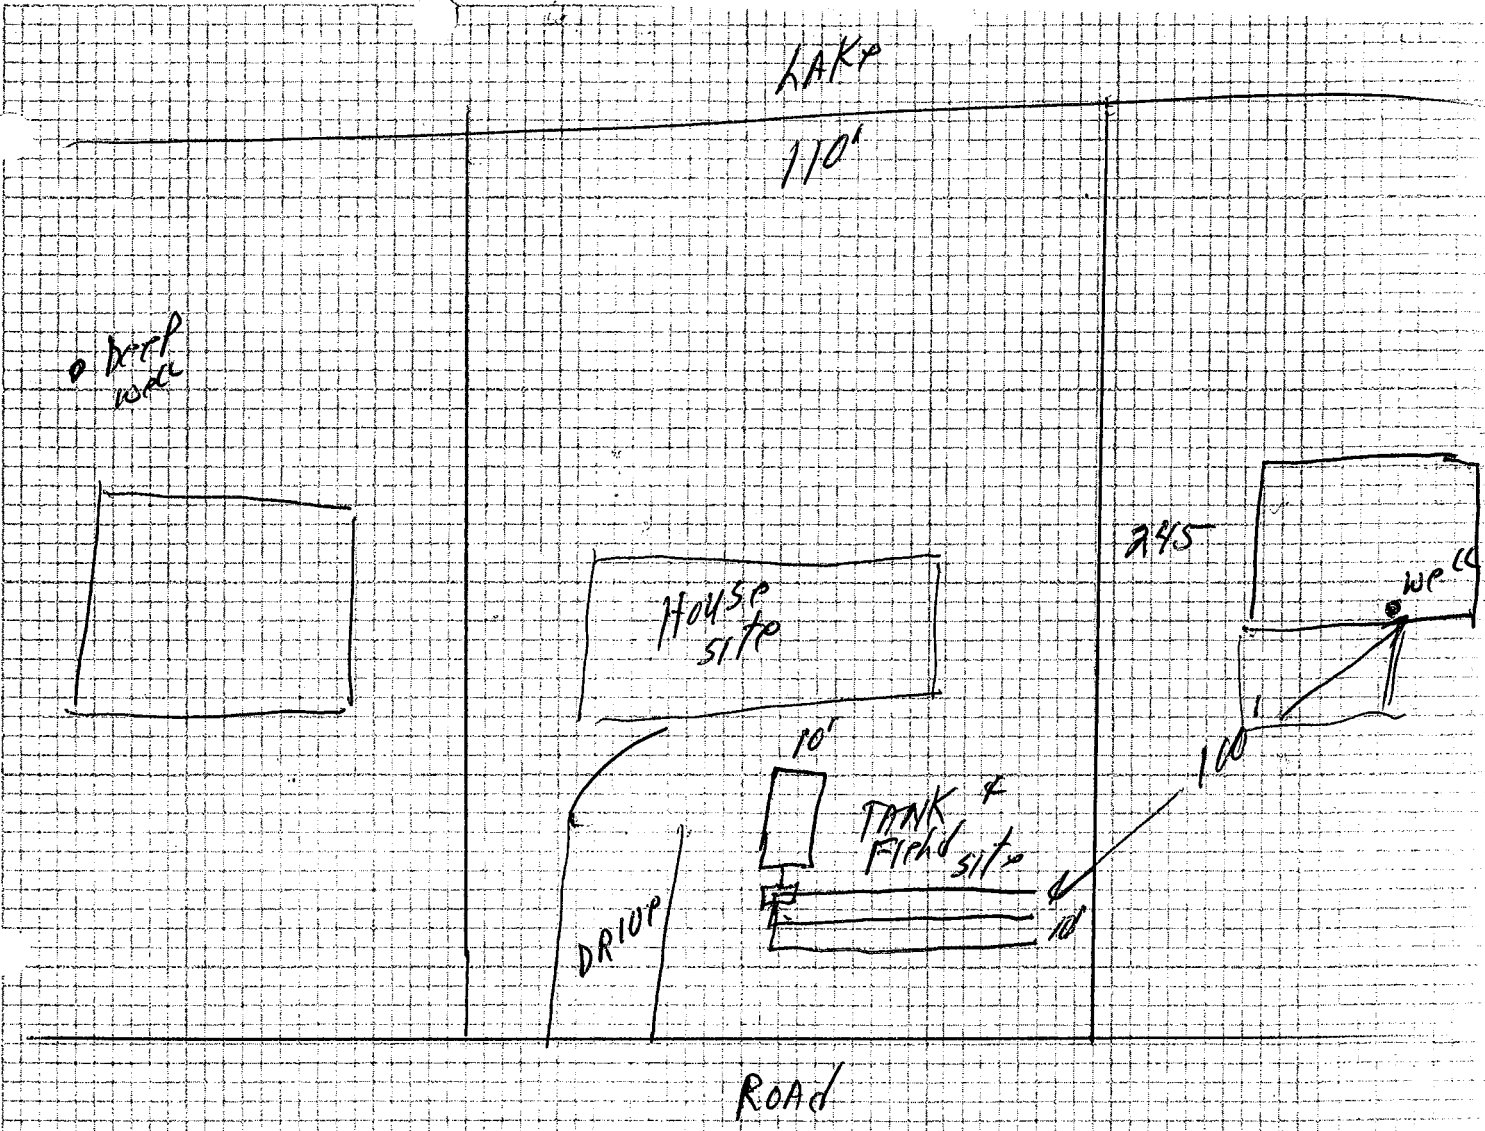 LAKe
110'
Deep
well
245
well
House
site
10'
100'
TANK &
Field site
10'
DRIVe
ROAd